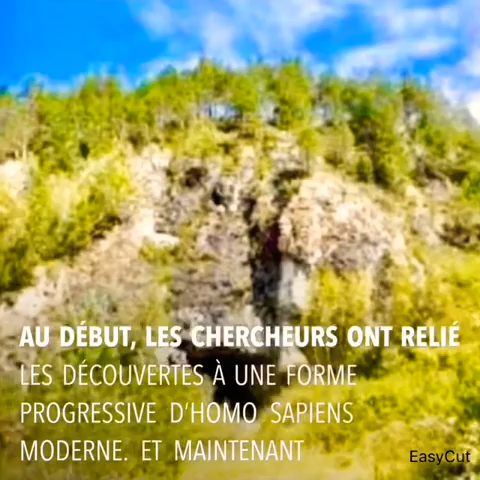 AU DÉBUT, LES CHERCHEURS ONT RELIÉ
LES DÉCOUVERTES À UNE FORME
PROGRESSIVE D'HOMO SAPIENS
MODERNE. ET MAINTENANT
EasyCut